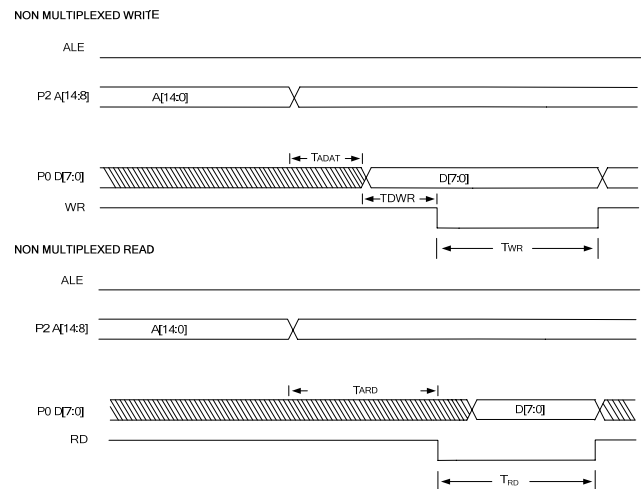 NON MULTIPLEXED WRITE
ALE
P2 A[14:8]
A[14:0]
TADAT
P0 D[7:0]
D[7:0]
TDWR
WR
TWR
NON MULTIPLEXED READ
ALE
P2 A[14:8]
A[14:0]
TARD
P0 D[7:0]
D[7:0]
RD
TRD